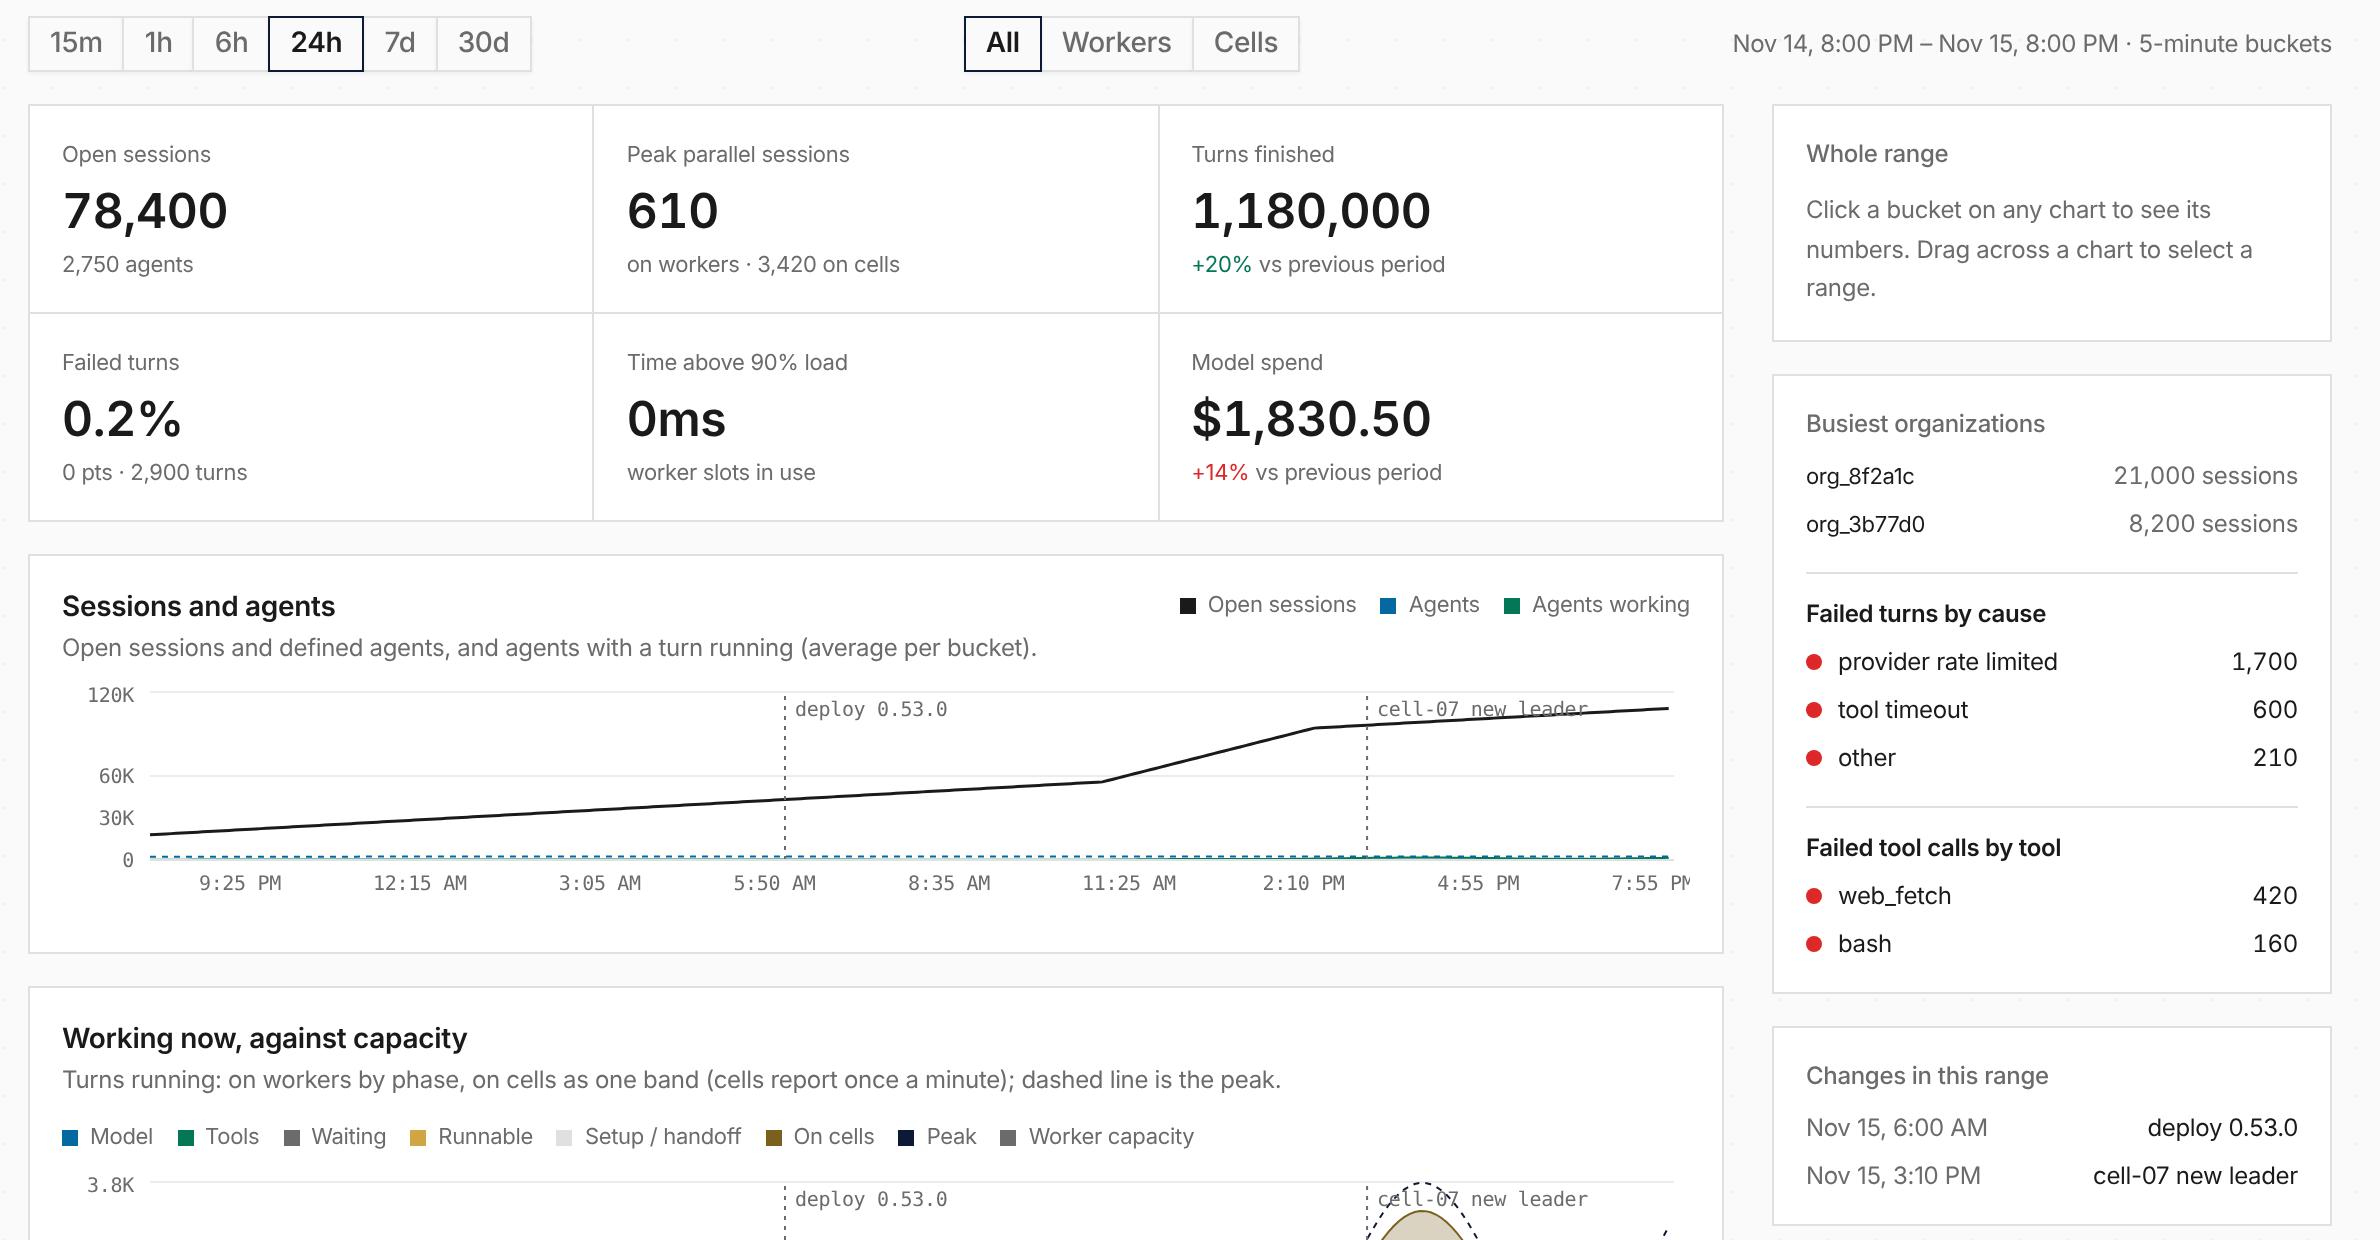 15m 1h 6h 24h 7d 30d
All Workers Cells
Nov 14, 8:00 PM – Nov 15, 8:00 PM · 5-minute buckets
Open sessions
78,400
2,750 agents
Peak parallel sessions
610
on workers · 3,420 on cells
Turns finished
1,180,000
+20% vs previous period
Failed turns
0.2%
0 pts · 2,900 turns
Time above 90% load
0ms
worker slots in use
Model spend
$1,830.50
+14% vs previous period
Sessions and agents
Open sessions and defined agents, and agents with a turn running (average per bucket).
Open sessions Agents Agents working
120K
60K
30K
0
deploy 0.53.0
cell-07 new leader
9:25 PM 12:15 AM 3:05 AM 5:50 AM 8:35 AM 11:25 AM 2:10 PM 4:55 PM 7:55 PM
Working now, against capacity
Turns running: on workers by phase, on cells as one band (cells report once a minute); dashed line is the peak.
Model Tools Waiting Runnable Setup / handoff On cells Peak Worker capacity
3.8K
deploy 0.53.0
cell-07 new leader
Whole range
Click a bucket on any chart to see its
numbers. Drag across a chart to select a
range.
Busiest organizations
org_8f2a1c 21,000 sessions
org_3b77d0 8,200 sessions
Failed turns by cause
provider rate limited 1,700
tool timeout 600
other 210
Failed tool calls by tool
web_fetch 420
bash 160
Changes in this range
Nov 15, 6:00 AM deploy 0.53.0
Nov 15, 3:10 PM cell-07 new leader